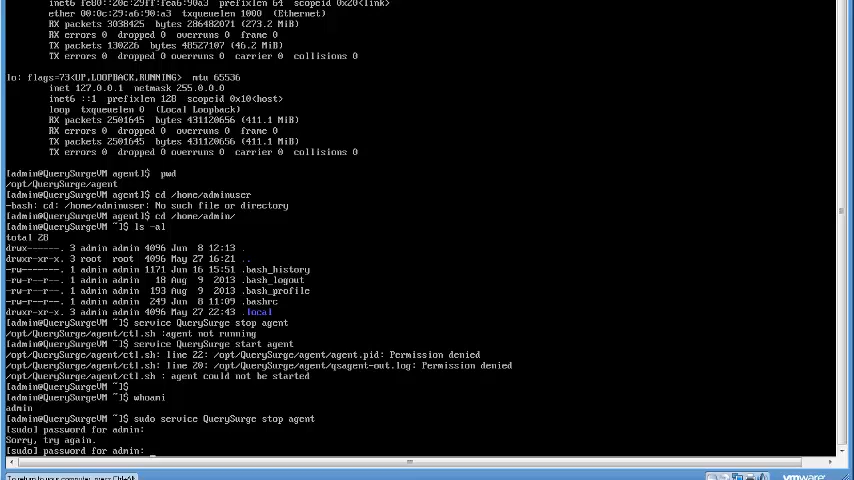 inet6 fe80::20c:29ff:fea6:90a3 prefixlen 64 scopeid 0x20<link>
ether 00:0c:29:a6:90:a3 txqueuelen 1000 (Ethernet)
RX packets 3038425 bytes 286482071 (273.2 MiB)
RX errors 0 dropped 0 overruns 0 frame 0
TX packets 130226 bytes 48527107 (46.2 MiB)
TX errors 0 dropped 0 overruns 0 carrier 0 collisions 0
lo: flags=73<UP,LOOPBACK,RUNNING> mtu 65536
inet 127.0.0.1 netmask 255.0.0.0
inet6 ::1 prefixlen 128 scopeid 0x10<host>
loop txqueuelen 0 (Local Loopback)
RX packets 2501645 bytes 431120656 (411.1 MiB)
RX errors 0 dropped 0 overruns 0 frame 0
TX packets 2501645 bytes 431120656 (411.1 MiB)
TX errors 0 dropped 0 overruns 0 carrier 0 collisions 0
[admin@QuerySurgeVM agent]$ pwd
/opt/QuerySurge/agent
[admin@QuerySurgeVM agent]$ cd /home/adminuser
-bash: cd: /home/adminuser: No such file or directory
[admin@QuerySurgeVM agent]$ cd /home/admin/
[admin@QuerySurgeVM ~]$ ls -al
total 28
drwx------. 3 admin admin 4096 Jun 8 12:13 .
drwxr-xr-x. 3 root root 4096 May 27 16:21 ..
-rw-------. 1 admin admin 1171 Jun 16 15:51 .bash_history
-rw-r--r--. 1 admin admin 18 Aug 9 2013 .bash_logout
-rw-r--r--. 1 admin admin 193 Aug 9 2013 .bash_profile
-rw-r--r--. 1 admin admin 249 Jun 8 11:09 .bashrc
drwxr-xr-x. 3 admin admin 4096 May 27 22:43 .local
[admin@QuerySurgeVM ~]$ service QuerySurge stop agent
/opt/QuerySurge/agent/ctl.sh :agent not running
[admin@QuerySurgeVM ~]$ service QuerySurge start agent
/opt/QuerySurge/agent/ctl.sh: line 22: /opt/QuerySurge/agent/agent.pid: Permission denied
/opt/QuerySurge/agent/ctl.sh: line 20: /opt/QuerySurge/agent/qsagent-out.log: Permission denied
/opt/QuerySurge/agent/ctl.sh : agent could not be started
[admin@QuerySurgeVM ~]$
[admin@QuerySurgeVM ~]$ whoami
admin
[admin@QuerySurgeVM ~]$ sudo service QuerySurge stop agent
[sudo] password for admin:
Sorry, try again.
[sudo] password for admin: _
To return to your computer, press Ctrl+Alt.
vmware